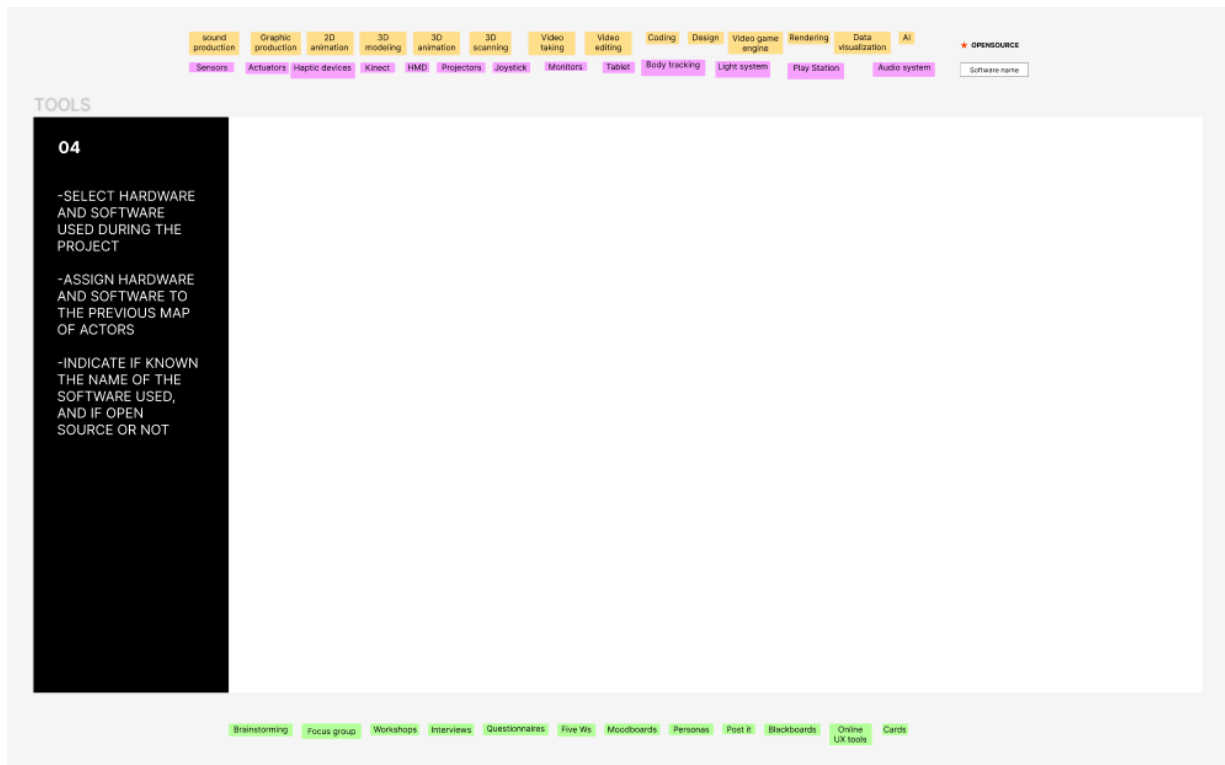 sound production
Graphic production
2D animation
3D modeling
3D animation
3D scanning
Video taking
Video editing
Coding
Design
Video game engine
Rendering
Data visualization
AI
★ OPENSOURCE
Sensors
Actuators
Haptic devices
Kinect
HMD
Projectors
Joystick
Monitors
Tablet
Body tracking
Light system
Play Station
Audio system
Software name
TOOLS
04
-SELECT HARDWARE
AND SOFTWARE
USED DURING THE
PROJECT
-ASSIGN HARDWARE
AND SOFTWARE TO
THE PREVIOUS MAP
OF ACTORS
-INDICATE IF KNOWN
THE NAME OF THE
SOFTWARE USED,
AND IF OPEN
SOURCE OR NOT
Brainstorming
Focus group
Workshops
Interviews
Questionnaires
Five Ws
Moodboards
Personas
Post it
Blackboards
Online
UX tools
Cards